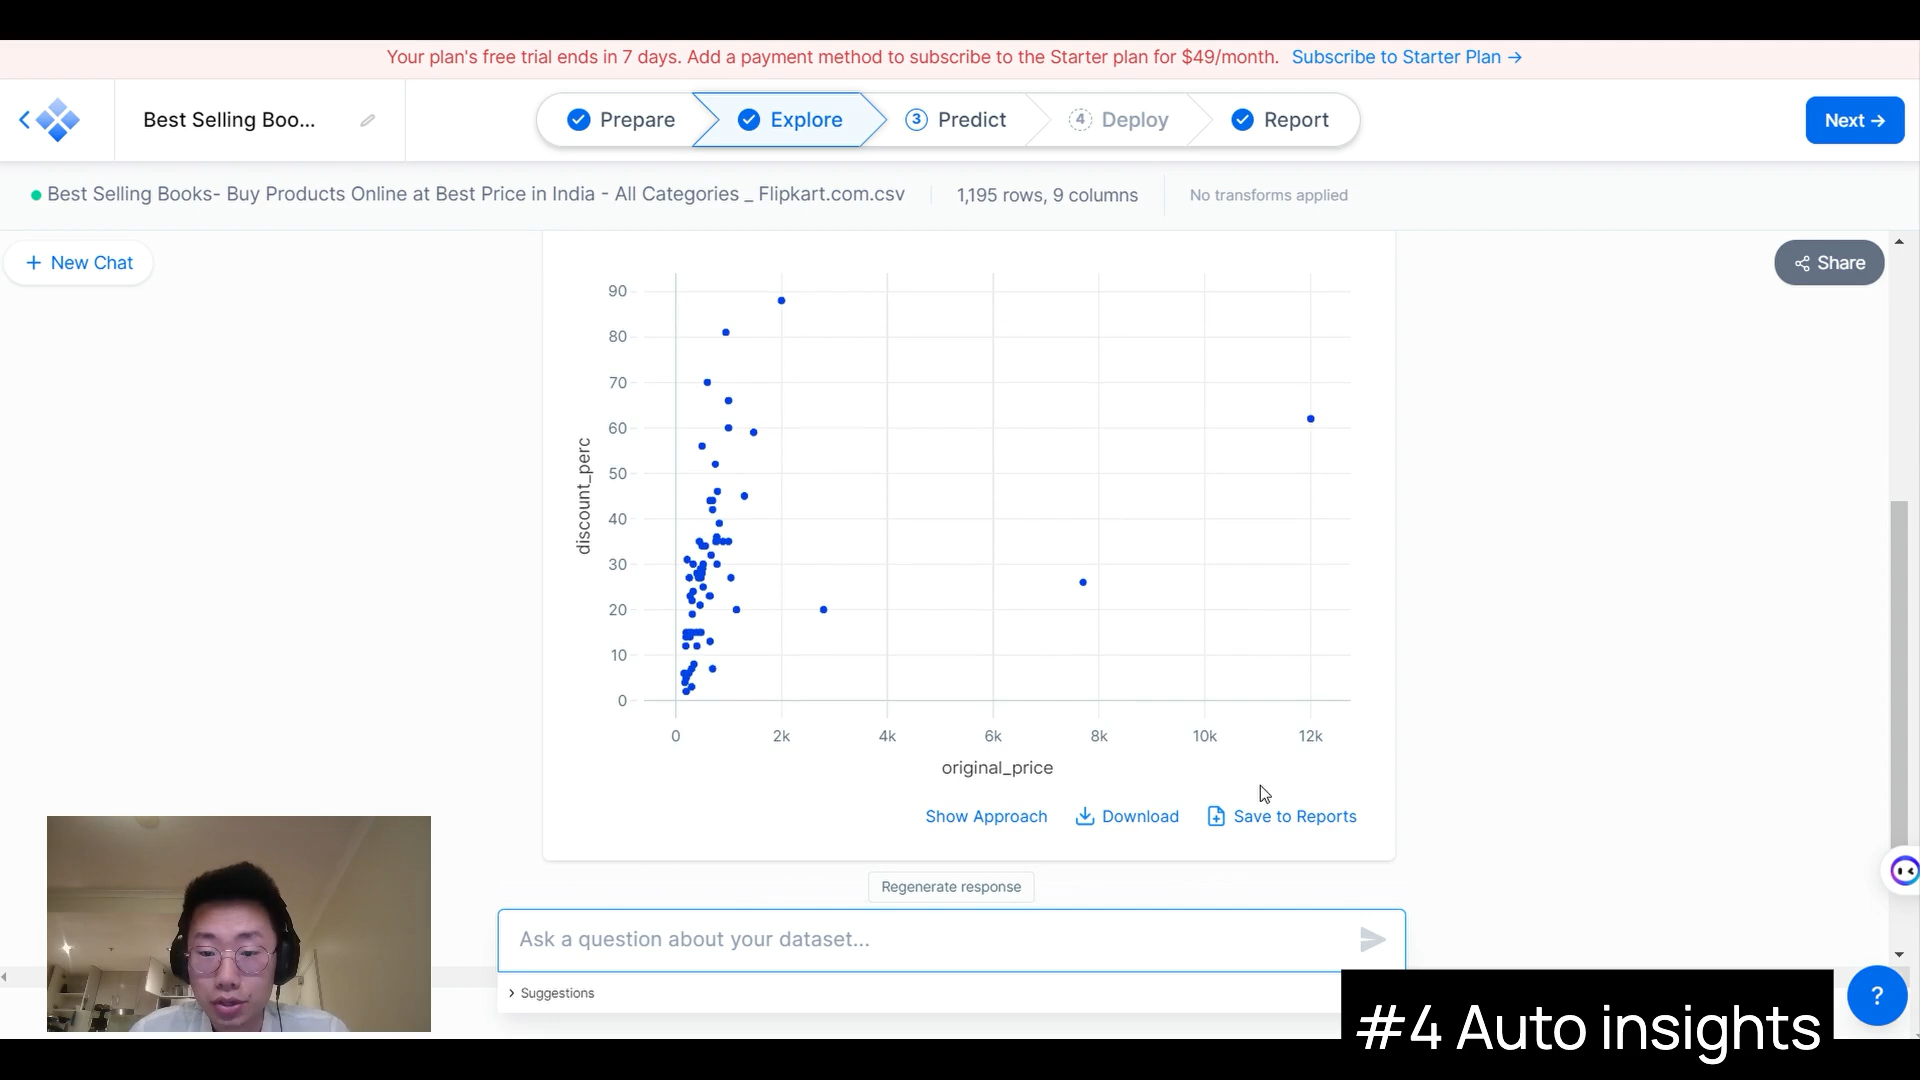 Your plan's free trial ends in 7 days. Add a payment method to subscribe to the Starter plan for $49/month. Subscribe to Starter Plan →
Best Selling Boo...
Prepare
Explore
3 Predict
4 Deploy
Report
Next →
Best Selling Books- Buy Products Online at Best Price in India - All Categories _ Flipkart.com.csv
1,195 rows, 9 columns
No transforms applied
+ New Chat
Share
90
80
70
60
50
40
30
20
10
0
discount_perc
0 2k 4k 6k 8k 10k 12k
original_price
Show Approach
Download
Save to Reports
Regenerate response
Ask a question about your dataset...
> Suggestions
?
#4 Auto insights